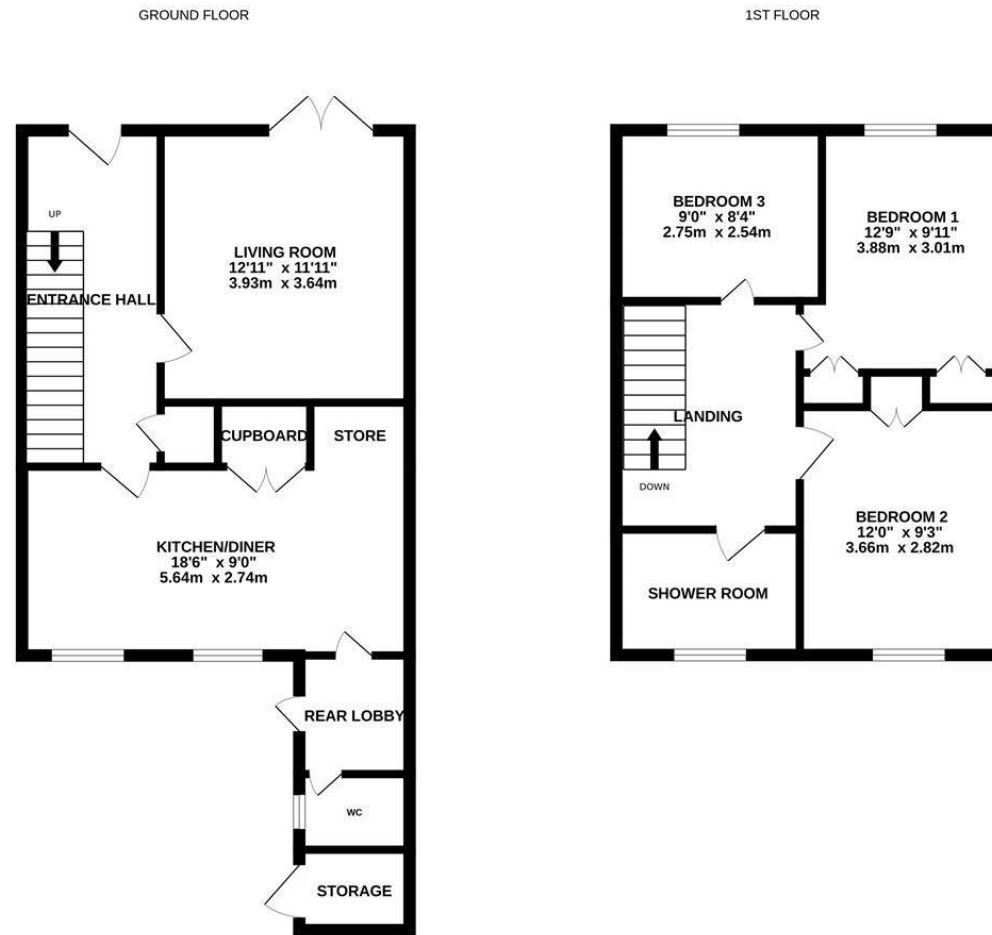 GROUND FLOOR
UP
ENTRANCE HALL
LIVING ROOM
12'11" x 11'11"
3.93m x 3.64m
CUPBOARD
STORE
KITCHEN/DINER
18'6" x 9'0"
5.64m x 2.74m
REAR LOBBY
WC
STORAGE
1ST FLOOR
BEDROOM 3
9'0" x 8'4"
2.75m x 2.54m
BEDROOM 1
12'9" x 9'11"
3.88m x 3.01m
LANDING
DOWN
BEDROOM 2
12'0" x 9'3"
3.66m x 2.82m
SHOWER ROOM